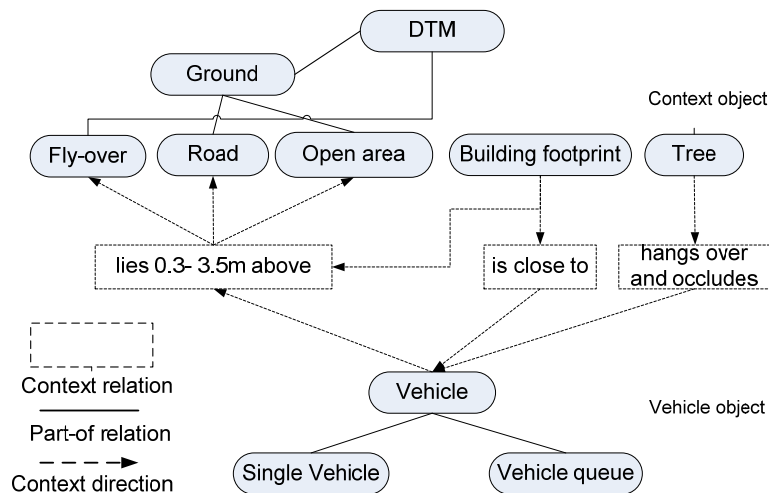 DTM
Ground
Context object
Fly-over
Road
Open area
Building footprint
Tree
lies 0.3- 3.5m above
is close to
hangs over
and occludes
Context relation
Part-of relation
Context direction
Vehicle
Vehicle object
Single Vehicle
Vehicle queue